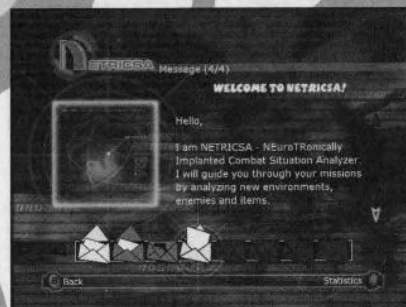 NETRICSA Message (4/4)
WELCOME TO NETRICSA!
Hello,
I am NETRICSA - NEuroTRonically
Implanted Combat Situation Analyzer.
I will guide you through your missions
by analyzing new environments,
enemies and items.
Back Statistics